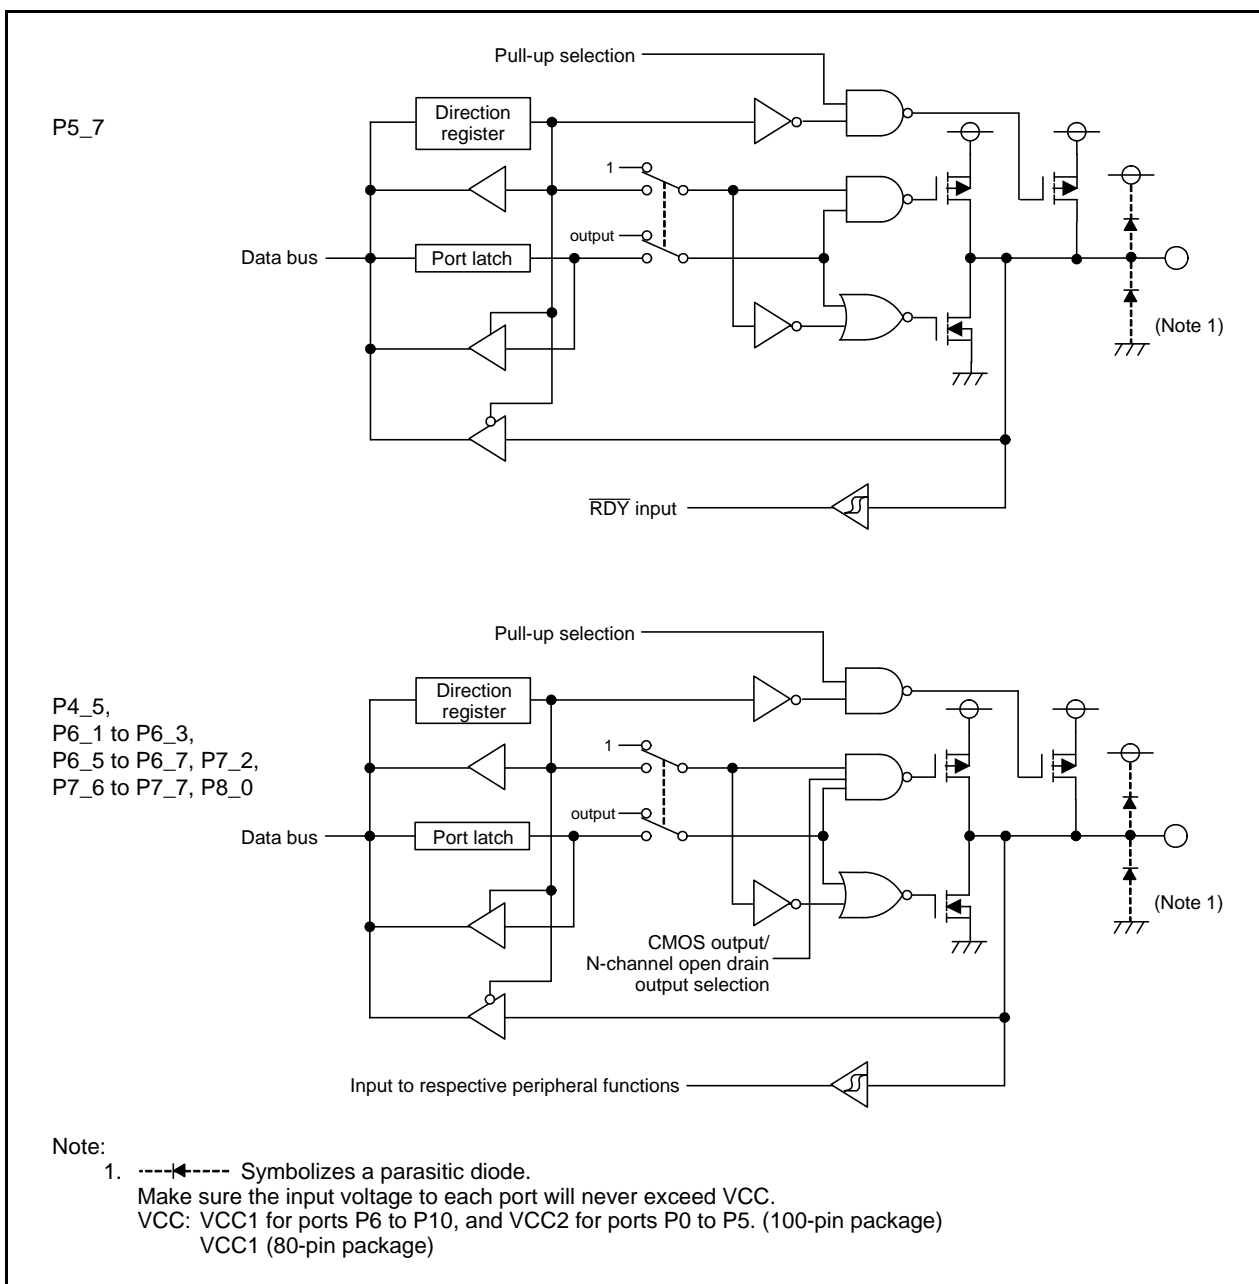 Pull-up selection
P5_7
Direction
register
1
output
Data bus
Port latch
(Note 1)
RDY input
Pull-up selection
P4_5,
P6_1 to P6_3,
P6_5 to P6_7, P7_2,
P7_6 to P7_7, P8_0
Direction
register
1
output
Data bus
Port latch
(Note 1)
CMOS output/
N-channel open drain
output selection
Input to respective peripheral functions
Note:
1. Symbolizes a parasitic diode.
Make sure the input voltage to each port will never exceed VCC.
VCC: VCC1 for ports P6 to P10, and VCC2 for ports P0 to P5. (100-pin package)
VCC1 (80-pin package)